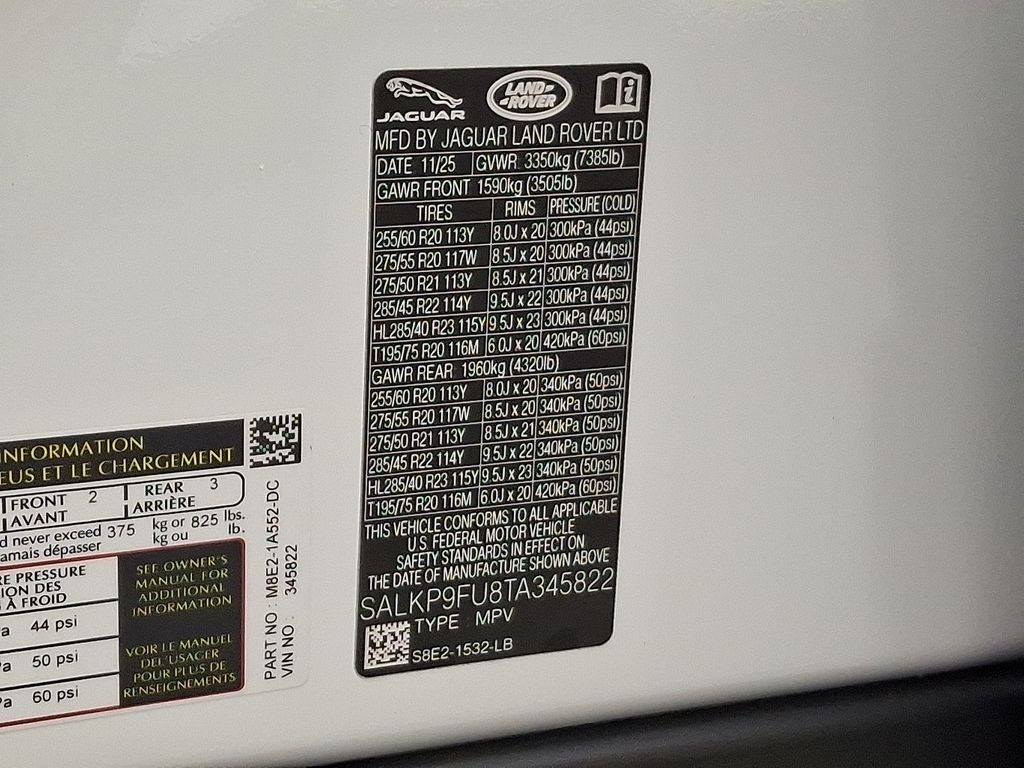 JAGUAR
LAND-
-ROVER
i
MFD BY JAGUAR LAND ROVER LTD
DATE 11/25 GVWR 3350kg (7385lb)
GAWR FRONT 1590kg (3505lb)
TIRES RIMS PRESSURE (COLD)
255/60 R20 113Y 8.0J x 20 300kPa (44psi)
275/55 R20 117W 8.5J x 20 300kPa (44psi)
275/50 R21 113Y 8.5J x 21 300kPa (44psi)
285/45 R22 114Y 9.5J x 22 300kPa (44psi)
HL285/40 R23 115Y 9.5J x 23 300kPa (44psi)
T195/75 R20 116M 6.0J x 20 420kPa (60psi)
GAWR REAR 1960kg (4320lb)
255/60 R20 113Y 8.0J x 20 340kPa (50psi)
275/55 R20 117W 8.5J x 20 340kPa (50psi)
275/50 R21 113Y 8.5J x 21 340kPa (50psi)
285/45 R22 114Y 9.5J x 22 340kPa (50psi)
HL285/40 R23 115Y 9.5J x 23 340kPa (50psi)
T195/75 R20 116M 6.0J x 20 420kPa (60psi)
THIS VEHICLE CONFORMS TO ALL APPLICABLE
U.S. FEDERAL MOTOR VEHICLE
SAFETY STANDARDS IN EFFECT ON
THE DATE OF MANUFACTURE SHOWN ABOVE
SALKP9FU8TA345822
TYPE MPV
S8E2-1532-LB
INFORMATION
EUS ET LE CHARGEMENT
FRONT 2 REAR 3
AVANT ARRIÈRE
d never exceed 375 kg or 825 lbs.
amais dépasser kg ou lb.
RE PRESSURE
ION DES
À FROID
a 44 psi
a 50 psi
a 60 psi
SEE OWNER'S
MANUAL FOR
ADDITIONAL
INFORMATION
VOIR LE MANUEL
DE L'USAGER
POUR PLUS DE
RENSEIGNEMENTS
PART NO : M8E2-1A552-DC
VIN NO : 345822